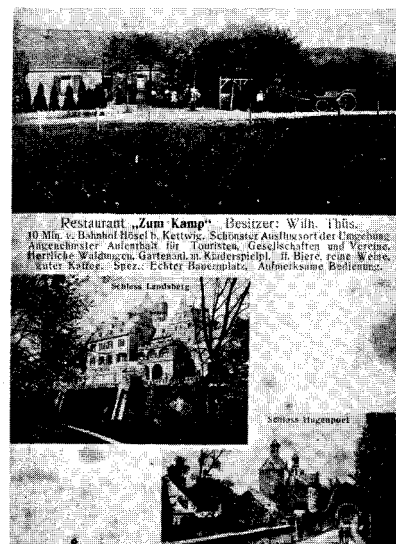 Restaurant „Zum Kamp“ Besitzer: Wilh. Thüs.
10 Min. v. Bahnhof Hösel b. Kettwig. Schönster Ausflugsort der Umgebung
Angenehmster Aufenthalt für Touristen, Gesellschaften und Vereine.
Herrliche Waldungen, Gartenanl. m. Kinderspielpl. ff. Biere, reine Weine,
guter Kaffee. Spez.: Echter Bauernplatz. Aufmerksame Bedienung.
Schloss Landsberg
Schloss Hugenpoet